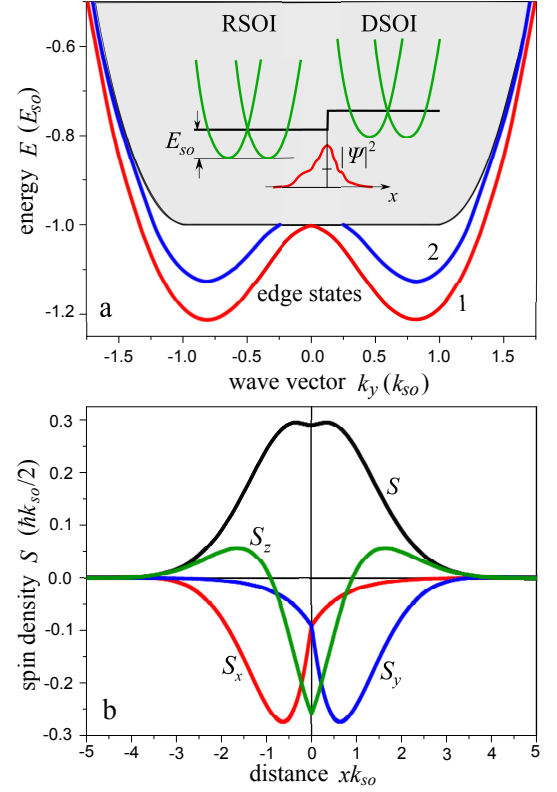 -0.6
-0.8
-1.0
-1.2
energy E (E_so)
RSOI DSOI
E_so
|Ψ|²
x
2
1
edge states
a
-1.5 -1.0 -0.5 0.0 0.5 1.0 1.5
wave vector k_y (k_so)
0.3
0.2
0.1
0.0
-0.1
-0.2
-0.3
spin density S (ħk_so/2)
S
S_z
S_x
S_y
b
-5 -4 -3 -2 -1 0 1 2 3 4 5
distance xk_so